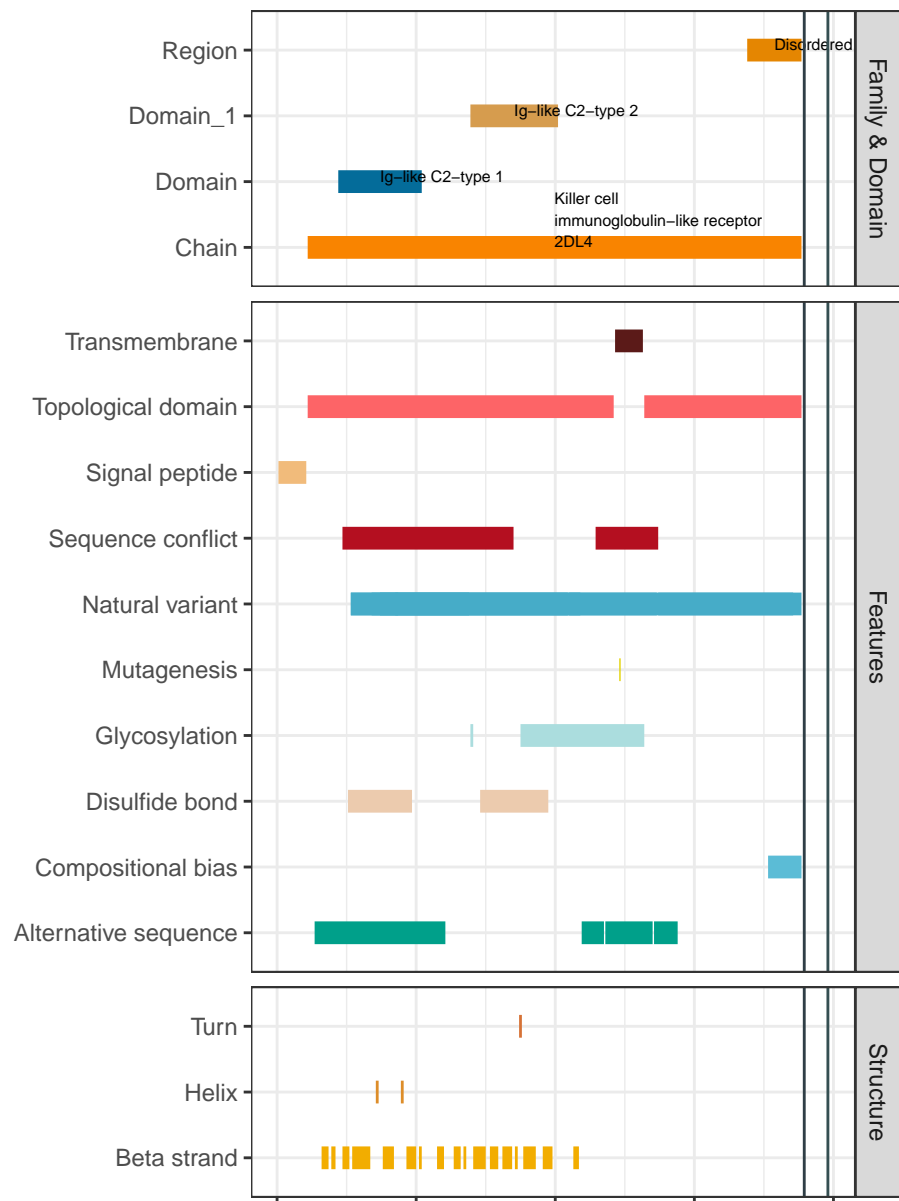 Region
Disordered
Domain_1
Ig−like C2−type 2
Domain
Ig−like C2−type 1
Chain
Killer cell
immunoglobulin−like receptor
2DL4
Family & Domain
Transmembrane
Topological domain
Signal peptide
Sequence conflict
Natural variant
Mutagenesis
Glycosylation
Disulfide bond
Compositional bias
Alternative sequence
Features
Turn
Helix
Beta strand
Structure